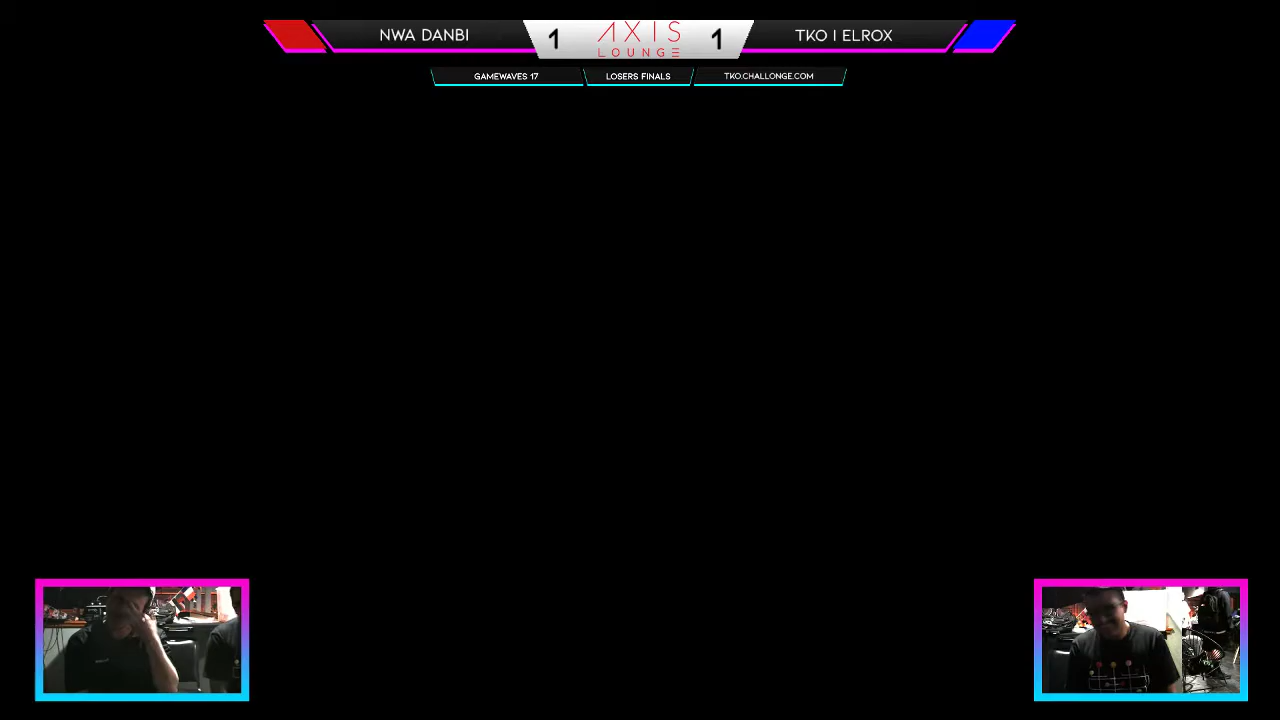 NWA DANBI
1
AXIS
LOUNGE
1
TKO | ELROX
GAMEWAVES 17
LOSERS FINALS
TKO.CHALLONGE.COM